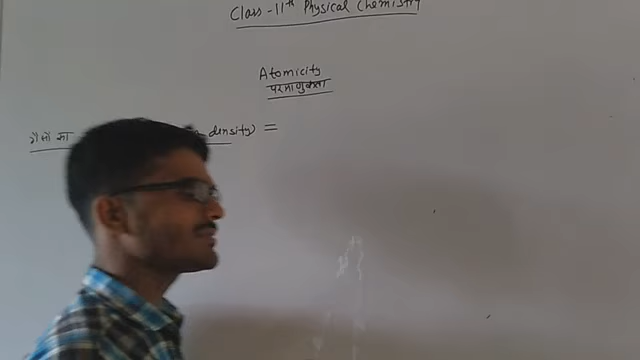 Class-11th Physical Chemistry
Atomicity
परमाणुकता
गैसों का density) =